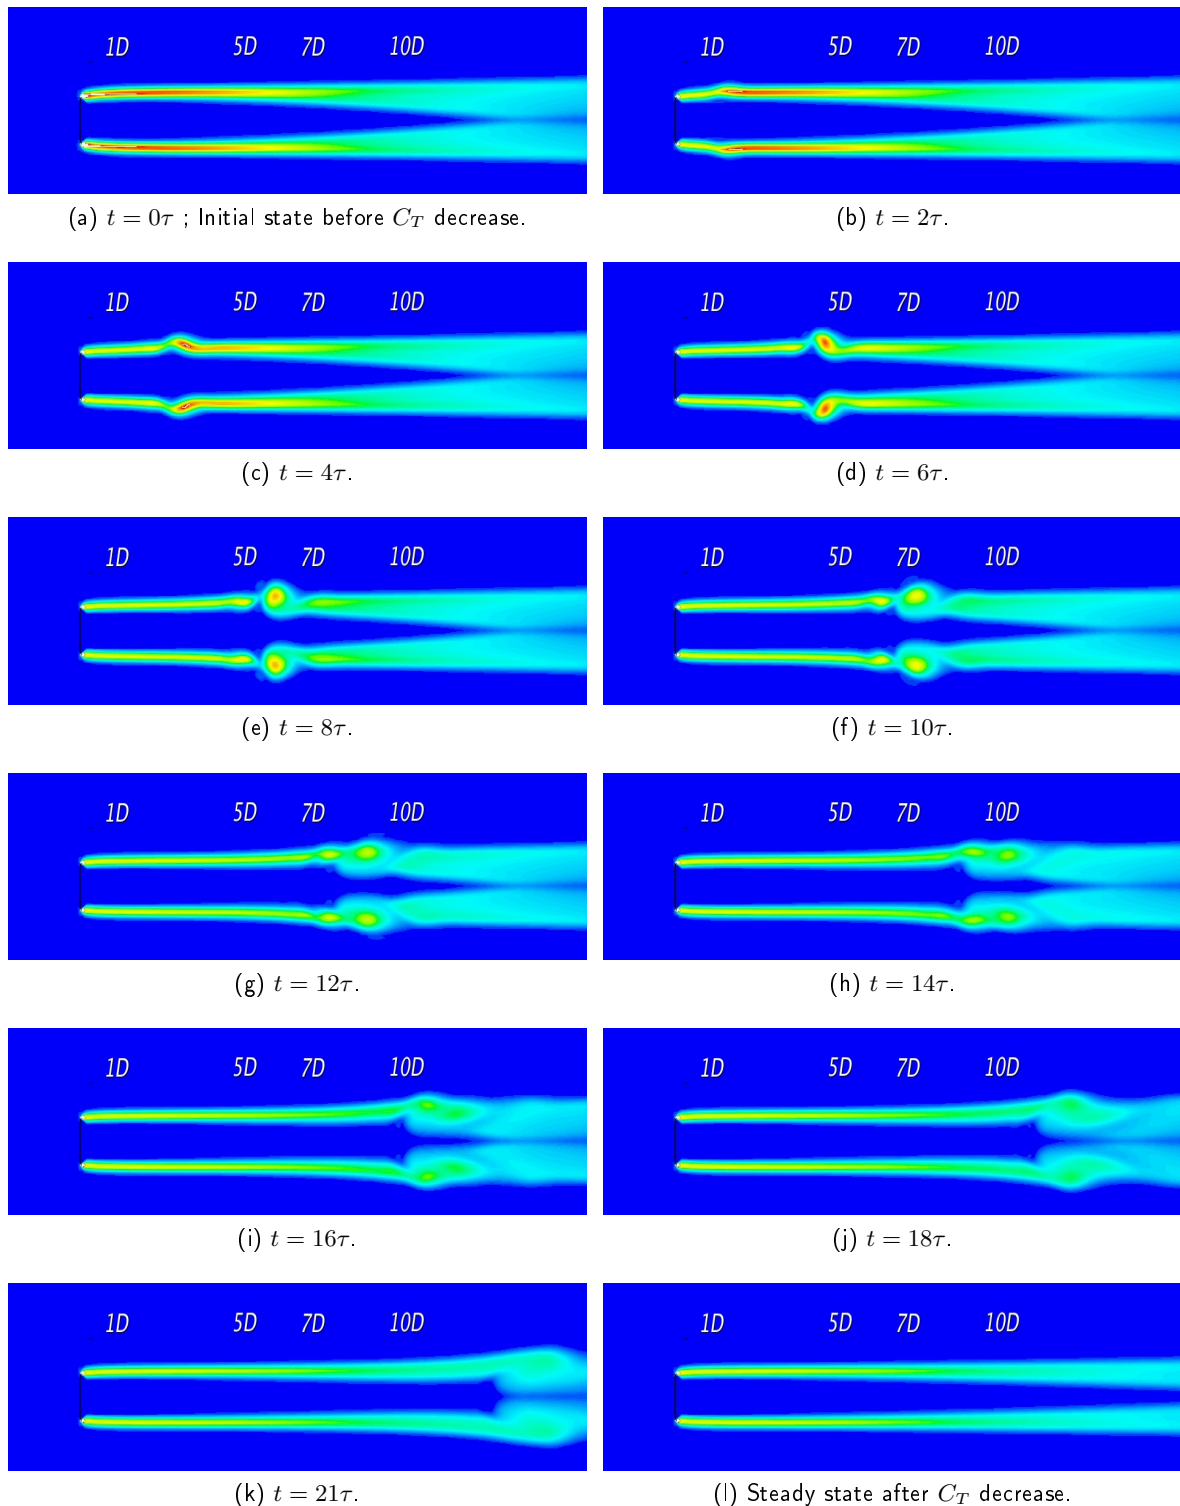 1D 5D 7D 10D 1D 5D 7D 10D
(a) t = 0τ ; Initial state before C_T decrease. (b) t = 2τ.
1D 5D 7D 10D 1D 5D 7D 10D
(c) t = 4τ. (d) t = 6τ.
1D 5D 7D 10D 1D 5D 7D 10D
(e) t = 8τ. (f) t = 10τ.
1D 5D 7D 10D 1D 5D 7D 10D
(g) t = 12τ. (h) t = 14τ.
1D 5D 7D 10D 1D 5D 7D 10D
(i) t = 16τ. (j) t = 18τ.
1D 5D 7D 10D 1D 5D 7D 10D
(k) t = 21τ. (l) Steady state after C_T decrease.